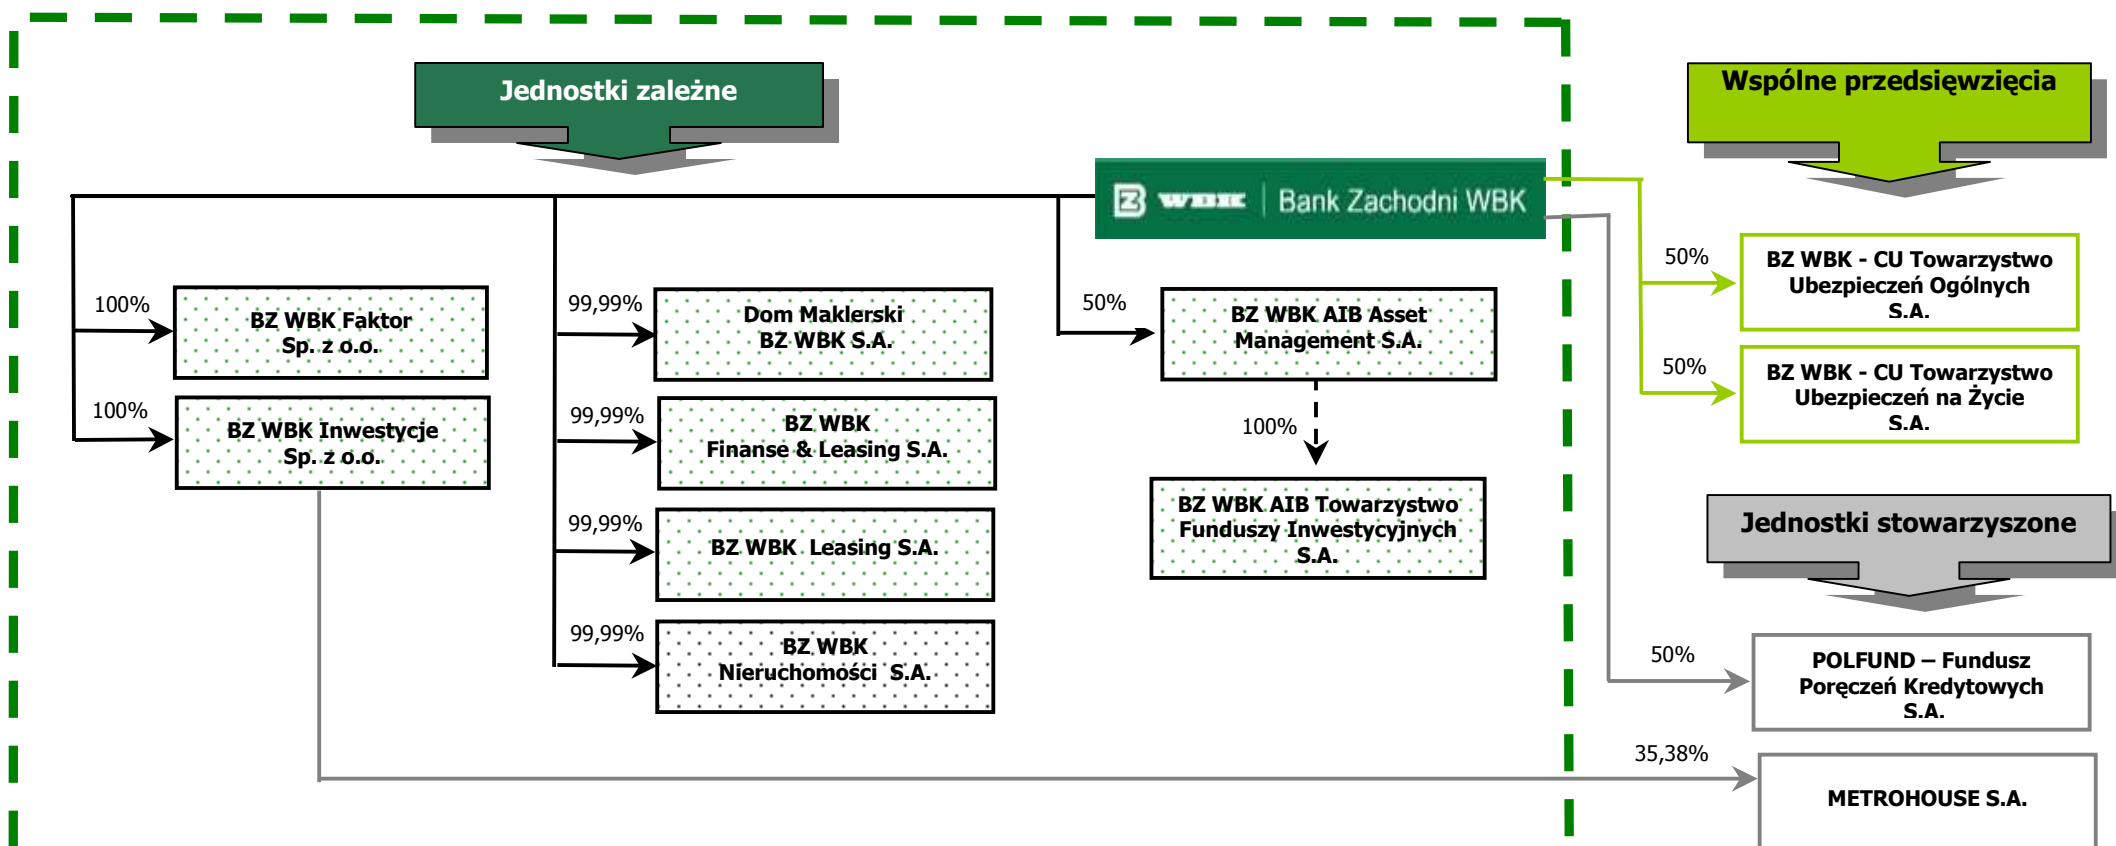 Jednostki zależne
Wspólne przedsięwzięcia
BZ WBK | Bank Zachodni WBK
100%
BZ WBK Faktor
Sp. z o.o.
100%
BZ WBK Inwestycje
Sp. z o.o.
99,99%
Dom Maklerski
BZ WBK S.A.
99,99%
BZ WBK
Finanse & Leasing S.A.
99,99%
BZ WBK Leasing S.A.
99,99%
BZ WBK
Nieruchomości S.A.
50%
BZ WBK AIB Asset
Management S.A.
100%
BZ WBK AIB Towarzystwo
Funduszy Inwestycyjnych
S.A.
50%
BZ WBK - CU Towarzystwo
Ubezpieczeń Ogólnych
S.A.
50%
BZ WBK - CU Towarzystwo
Ubezpieczeń na Życie
S.A.
Jednostki stowarzyszone
50%
POLFUND – Fundusz
Poręczeń Kredytowych
S.A.
35,38%
METROHOUSE S.A.